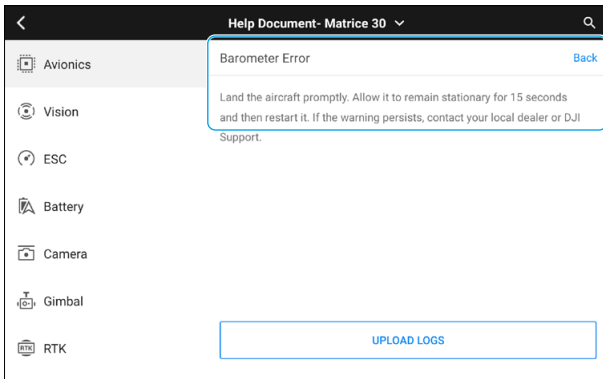 Help Document- Matrice 30
Avionics
Vision
ESC
Battery
Camera
Gimbal
RTK
RTK
Barometer Error
Back
Land the aircraft promptly. Allow it to remain stationary for 15 seconds
and then restart it. If the warning persists, contact your local dealer or DJI
Support.
UPLOAD LOGS